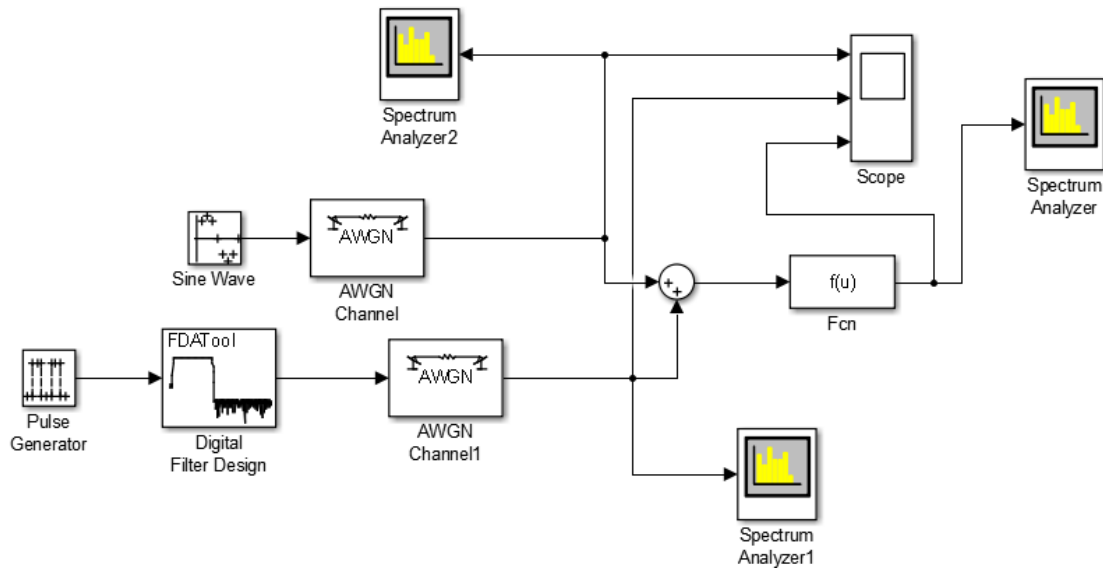 Spectrum
Analyzer2
Scope
Spectrum
Analyzer
AWGN
Sine Wave
AWGN
Channel
f(u)
Fcn
FDATool
AWGN
Pulse
Generator
Digital
Filter Design
AWGN
Channel1
Spectrum
Analyzer1